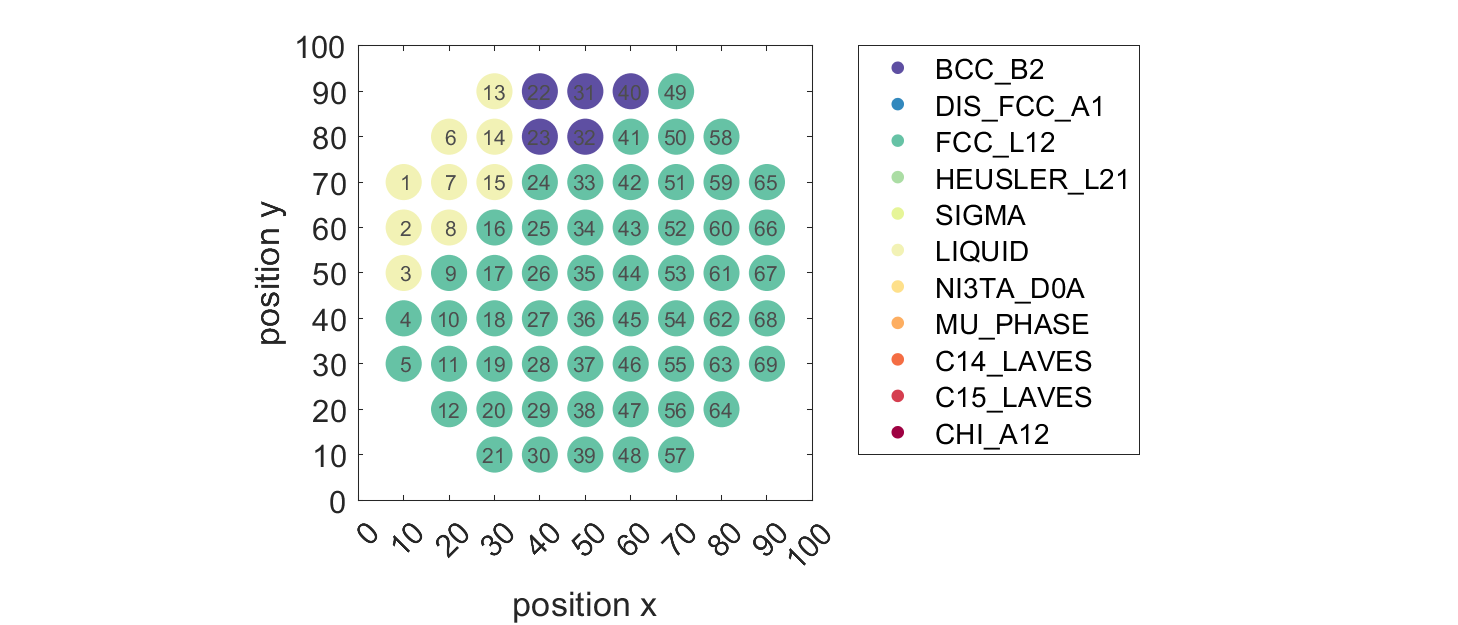 100
90
80
70
60
50
40
30
20
10
0
position y
13 22 31 40 49
6 14 23 32 41 50 58
1 7 15 24 33 42 51 59 65
2 8 16 25 34 43 52 60 66
3 9 17 26 35 44 53 61 67
4 10 18 27 36 45 54 62 68
5 11 19 28 37 46 55 63 69
12 20 29 38 47 56 64
21 30 39 48 57
0 10 20 30 40 50 60 70 80 90 100
position x
BCC_B2
DIS_FCC_A1
FCC_L12
HEUSLER_L21
SIGMA
LIQUID
NI3TA_D0A
MU_PHASE
C14_LAVES
C15_LAVES
CHI_A12